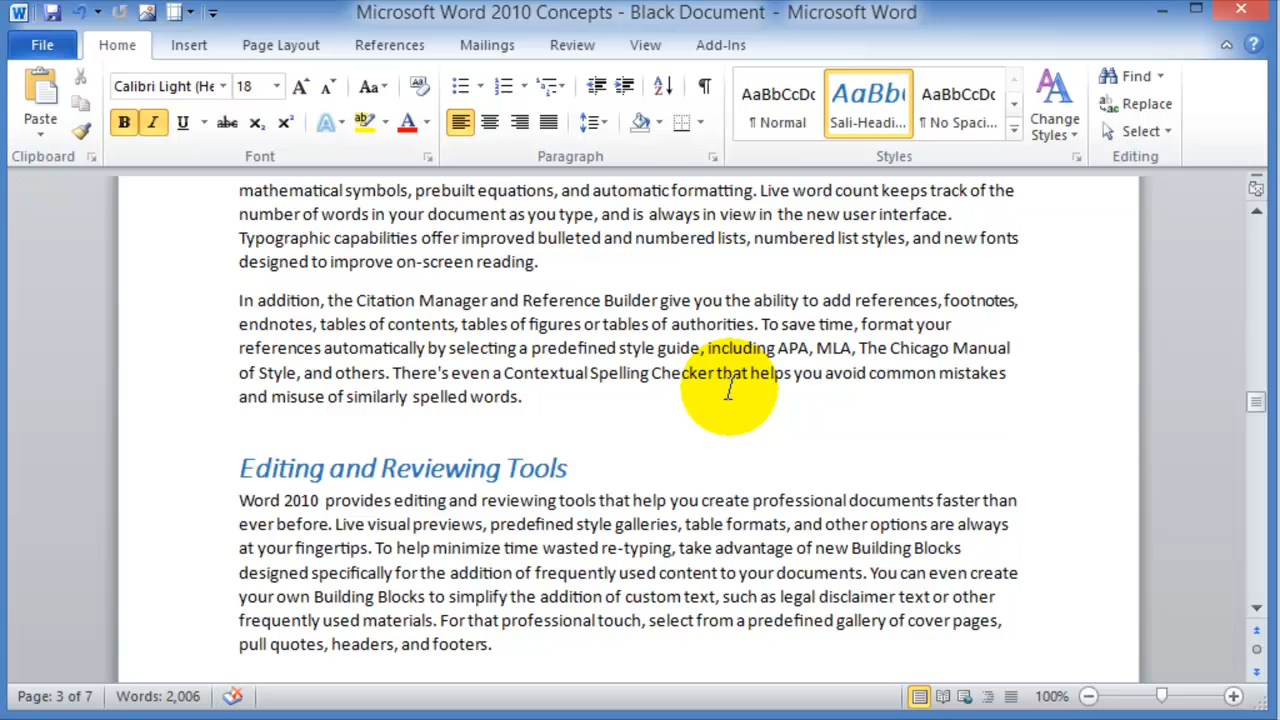 Microsoft Word 2010 Concepts - Black Document - Microsoft Word
File Home Insert Page Layout References Mailings Review View Add-Ins
Calibri Light (He 18 Aa AaBbCcDc AaBb( AaBbCcDc Find
Paste Replace
B I U abc X₂ X² A ab A ¶ Normal Sali-Headi... ¶ No Spaci... Change Styles Select
Clipboard Font Paragraph Styles Editing
mathematical symbols, prebuilt equations, and automatic formatting. Live word count keeps track of the
number of words in your document as you type, and is always in view in the new user interface.
Typographic capabilities offer improved bulleted and numbered lists, numbered list styles, and new fonts
designed to improve on-screen reading.
In addition, the Citation Manager and Reference Builder give you the ability to add references, footnotes,
endnotes, tables of contents, tables of figures or tables of authorities. To save time, format your
references automatically by selecting a predefined style guide, including APA, MLA, The Chicago Manual
of Style, and others. There's even a Contextual Spelling Checker that helps you avoid common mistakes
and misuse of similarly spelled words.
Editing and Reviewing Tools
Word 2010 provides editing and reviewing tools that help you create professional documents faster than
ever before. Live visual previews, predefined style galleries, table formats, and other options are always
at your fingertips. To help minimize time wasted re-typing, take advantage of new Building Blocks
designed specifically for the addition of frequently used content to your documents. You can even create
your own Building Blocks to simplify the addition of custom text, such as legal disclaimer text or other
frequently used materials. For that professional touch, select from a predefined gallery of cover pages,
pull quotes, headers, and footers.
Page: 3 of 7 Words: 2,006 100%